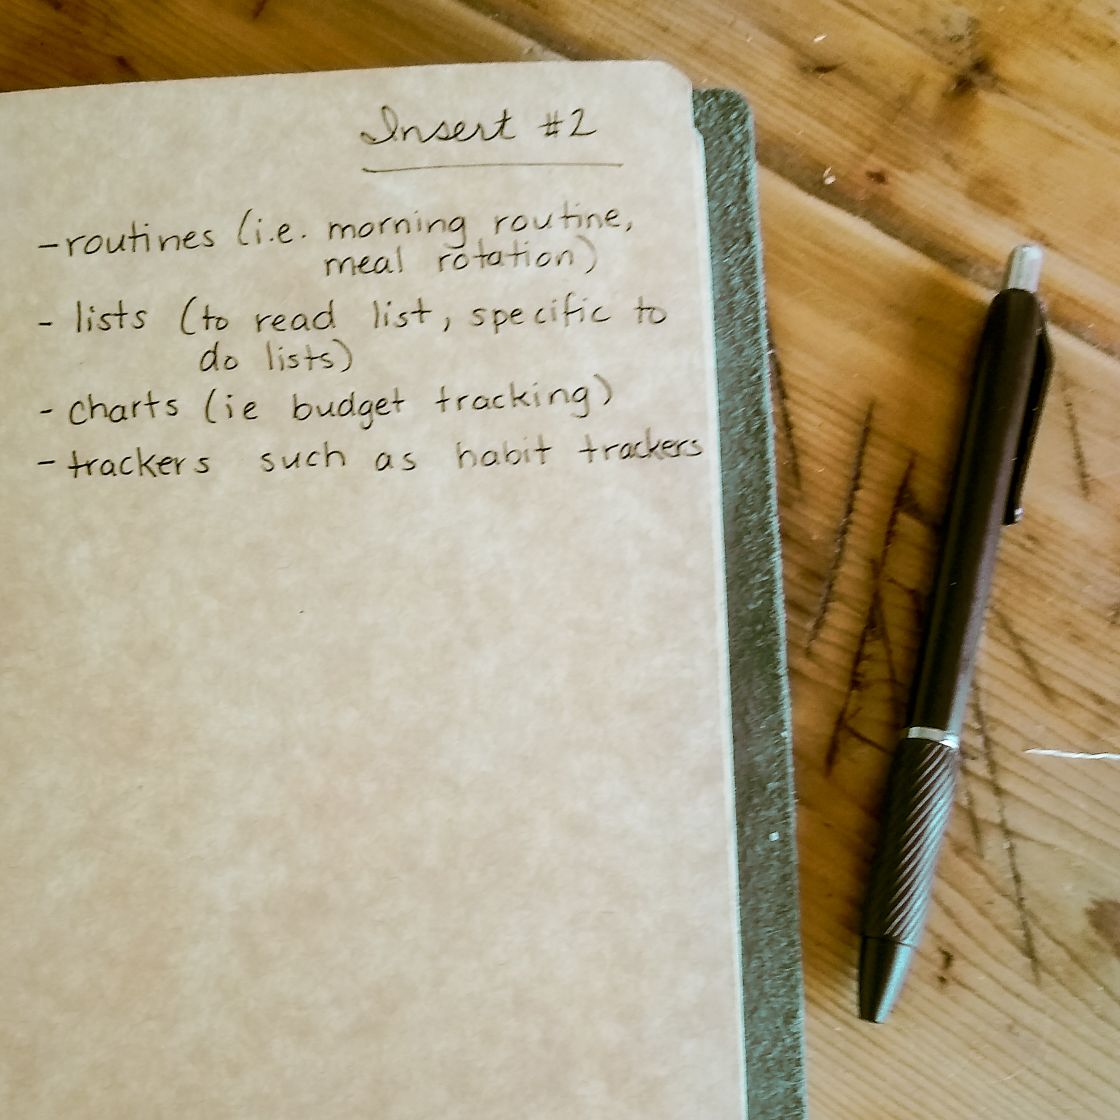 Insert #2
-routines (i.e. morning routine,
meal rotation)
- lists (to read list, specific to
do lists)
- charts (ie budget tracking)
- trackers such as habit trackers